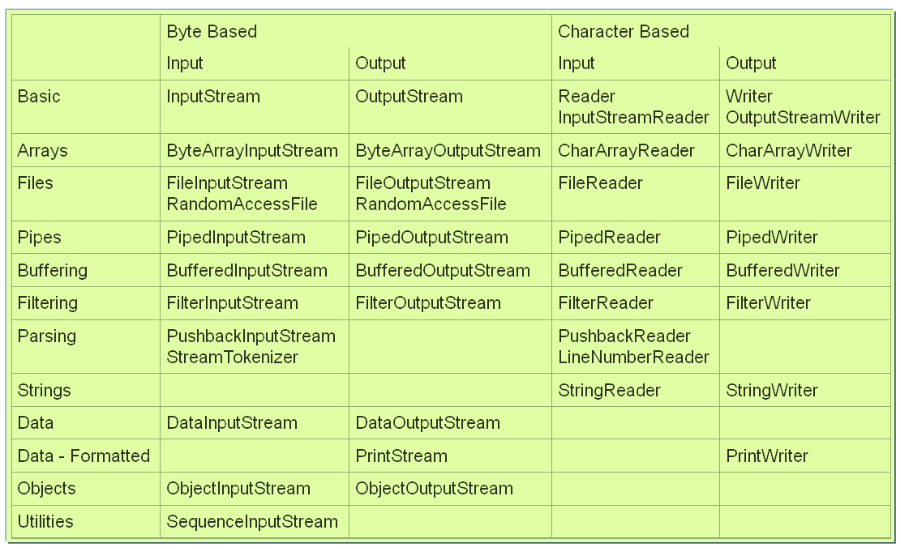 Byte Based Character Based
Input Output Input Output
Basic InputStream OutputStream Reader Writer
InputStreamReader OutputStreamWriter
Arrays ByteArrayInputStream ByteArrayOutputStream CharArrayReader CharArrayWriter
Files FileInputStream FileOutputStream FileReader FileWriter
RandomAccessFile RandomAccessFile
Pipes PipedInputStream PipedOutputStream PipedReader PipedWriter
Buffering BufferedInputStream BufferedOutputStream BufferedReader BufferedWriter
Filtering FilterInputStream FilterOutputStream FilterReader FilterWriter
Parsing PushbackInputStream PushbackReader
StreamTokenizer LineNumberReader
Strings StringReader StringWriter
Data DataInputStream DataOutputStream
Data - Formatted PrintStream PrintWriter
Objects ObjectInputStream ObjectOutputStream
Utilities SequenceInputStream